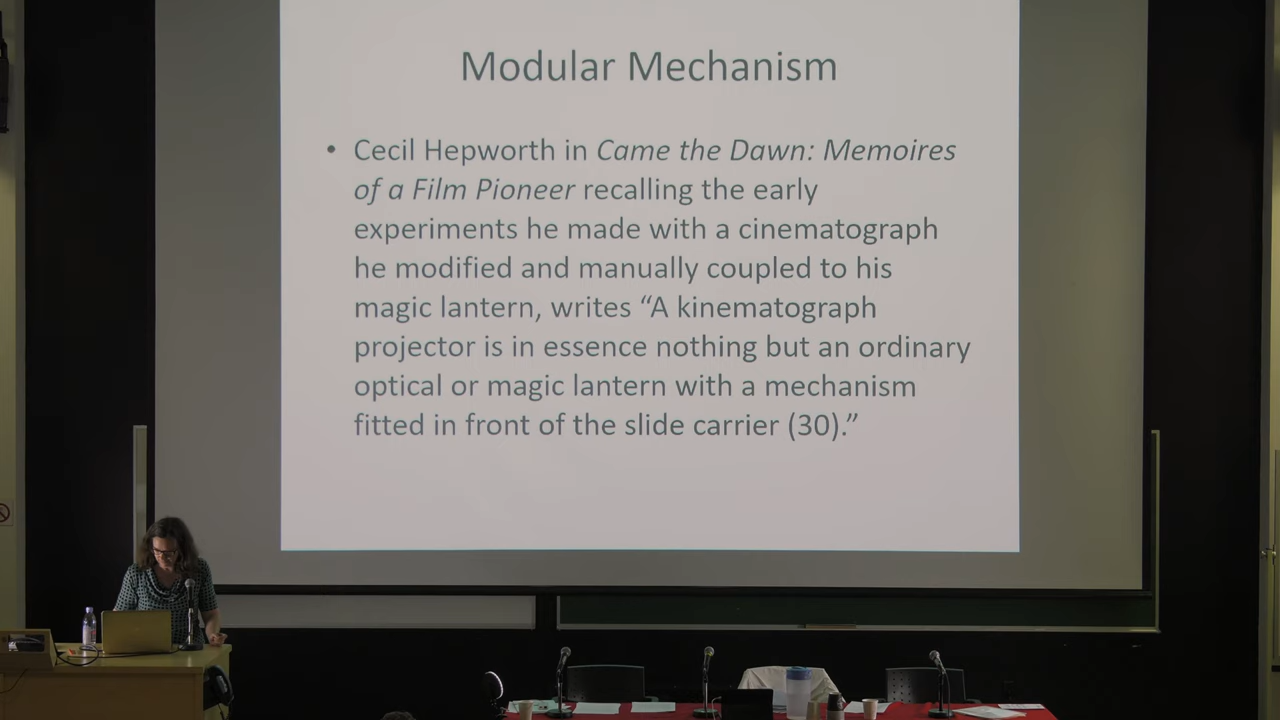 Modular Mechanism
• Cecil Hepworth in Came the Dawn: Memoires
of a Film Pioneer recalling the early
experiments he made with a cinematograph
he modified and manually coupled to his
magic lantern, writes “A kinematograph
projector is in essence nothing but an ordinary
optical or magic lantern with a mechanism
fitted in front of the slide carrier (30).”